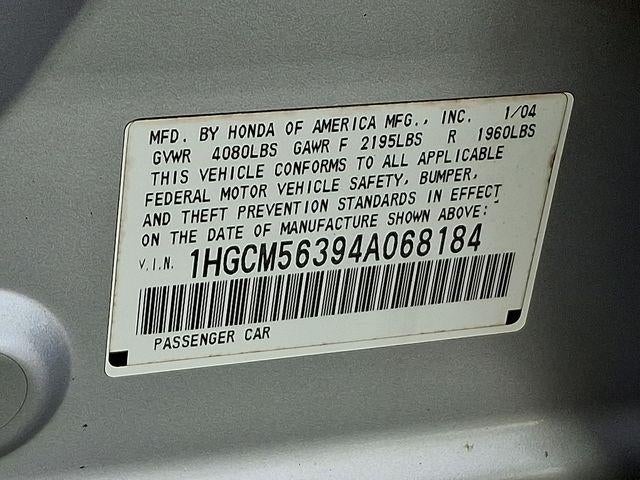 MFD. BY HONDA OF AMERICA MFG., INC. 1/04
GVWR 4080LBS GAWR F 2195LBS R 1960LBS
THIS VEHICLE CONFORMS TO ALL APPLICABLE
FEDERAL MOTOR VEHICLE SAFETY, BUMPER,
AND THEFT PREVENTION STANDARDS IN EFFECT
ON THE DATE OF MANUFACTURE SHOWN ABOVE:
V.I.N. 1HGCM56394A068184
PASSENGER CAR